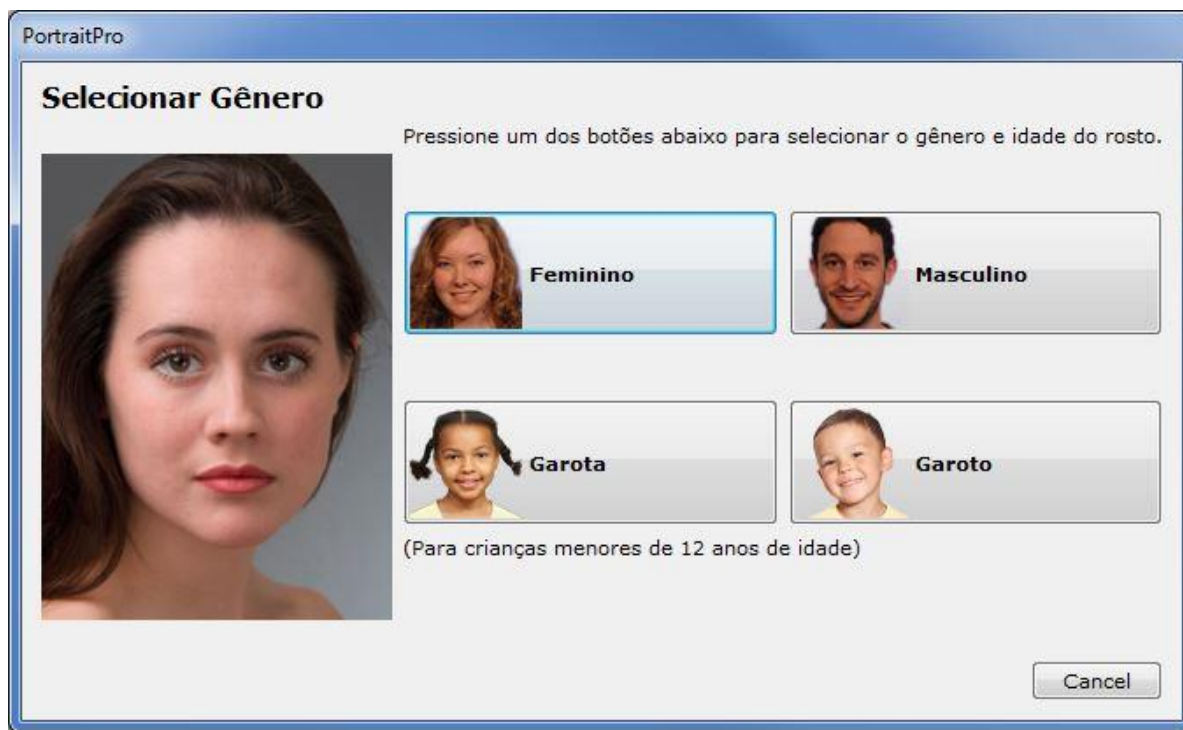 PortraitPro
Selecionar Gênero
Pressione um dos botões abaixo para selecionar o gênero e idade do rosto.
Feminino
Masculino
Garota
Garoto
(Para crianças menores de 12 anos de idade)
Cancel